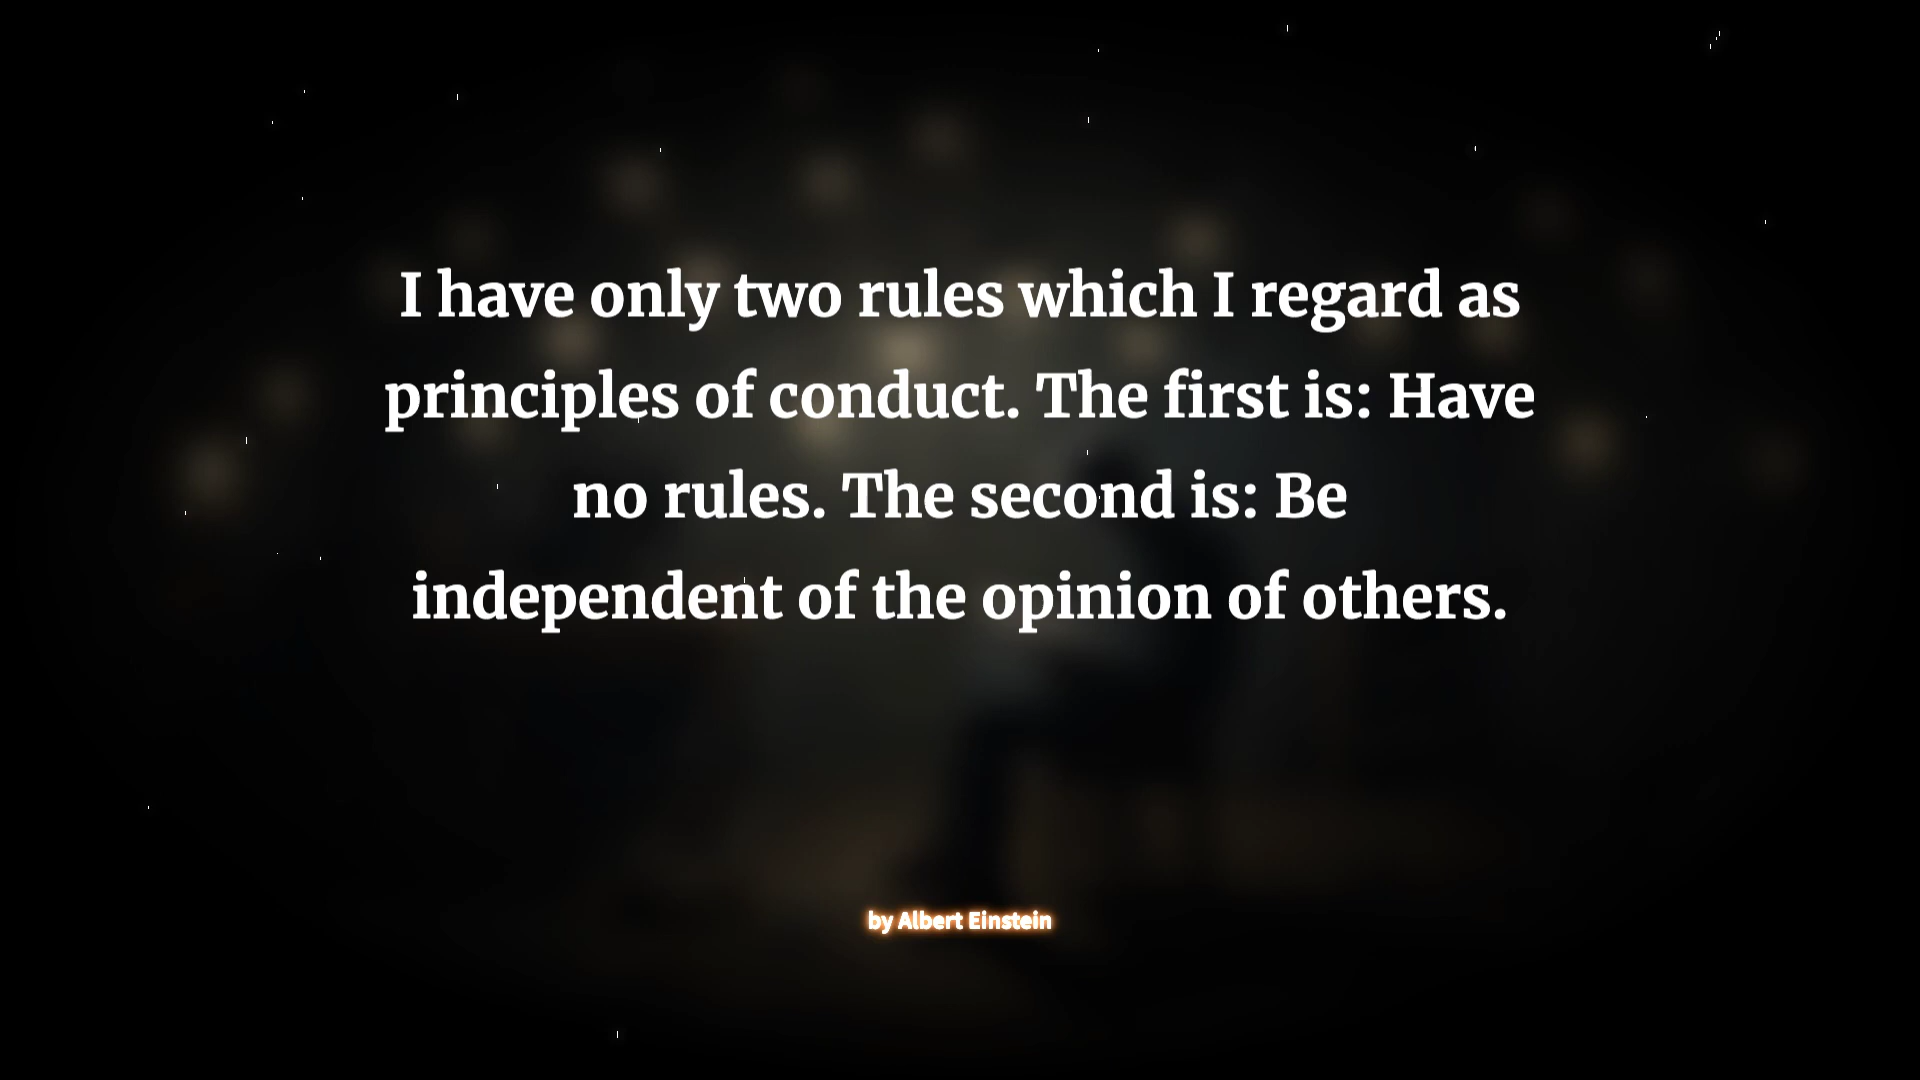 I have only two rules which I regard as
principles of conduct. The first is: Have
no rules. The second is: Be
independent of the opinion of others.
by Albert Einstein